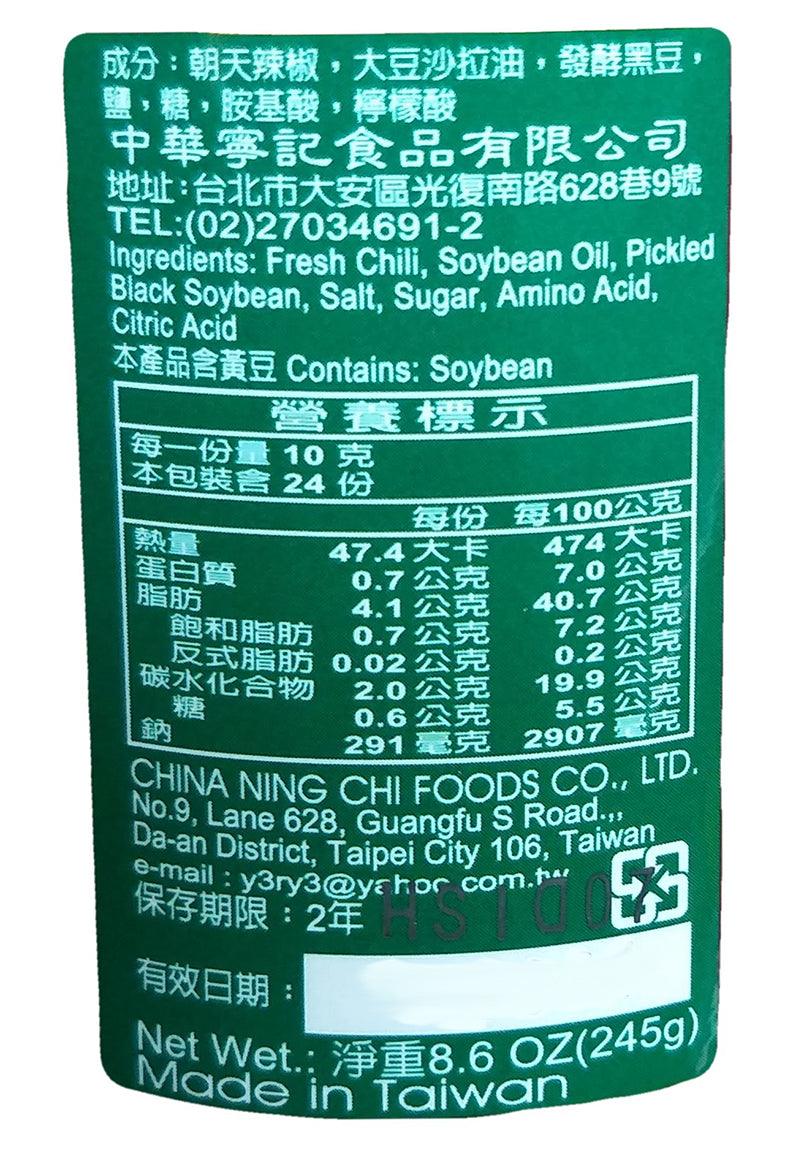 成分：朝天辣椒，大豆沙拉油，發酵黑豆，
鹽，糖，胺基酸，檸檬酸
中華寧記食品有限公司
地址：台北市大安區光復南路628巷9號
TEL:(02)27034691-2
Ingredients: Fresh Chili, Soybean Oil, Pickled
Black Soybean, Salt, Sugar, Amino Acid,
Citric Acid
本產品含黃豆 Contains: Soybean
營養標示
每一份量 10 克
本包裝含 24 份
每份 每100公克
熱量 47.4 大卡 474 大卡
蛋白質 0.7 公克 7.0 公克
脂肪 4.1 公克 40.7 公克
飽和脂肪 0.7 公克 7.2 公克
反式脂肪 0.02 公克 0.2 公克
碳水化合物 2.0 公克 19.9 公克
糖 0.6 公克 5.5 公克
鈉 291 毫克 2907 毫克
CHINA NING CHI FOODS CO., LTD.
No.9, Lane 628, Guangfu S Road.,,
Da-an District, Taipei City 106, Taiwan
e-mail : y3ry3@yahoo.com.tw
保存期限：2年
有效日期：
Net Wet.: 淨重8.6 OZ(245g)
Made in Taiwan